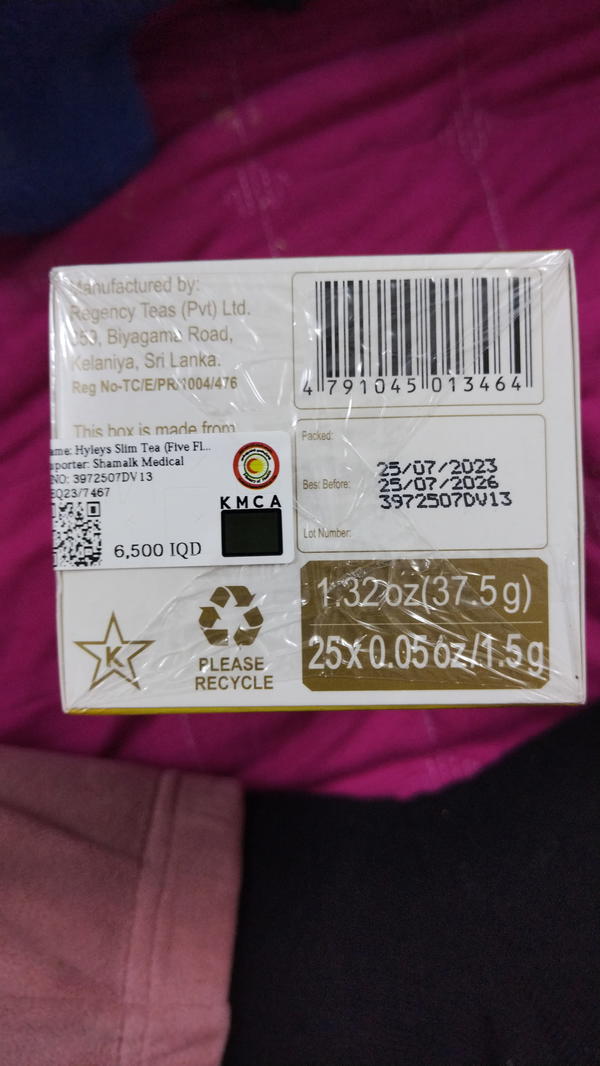 Manufactured by:
Regency Teas (Pvt) Ltd.
Biyagama Road,
Kelaniya, Sri Lanka.
Reg No-TC/E/PR/1004/476
This box is made from
ame: Hyleys Slim Tea (Five Fl...
porter: Shamalk Medical
NO: 3972507DV13
EQ23/7467
6,500 IQD
KMCA
4 791045 013464
Packed:
25/07/2023
Best Before:
25/07/2026
3972507DV13
Lot Number:
K
PLEASE
RECYCLE
1.32 oz(37.5 g)
25x0.05 oz/1.5 g